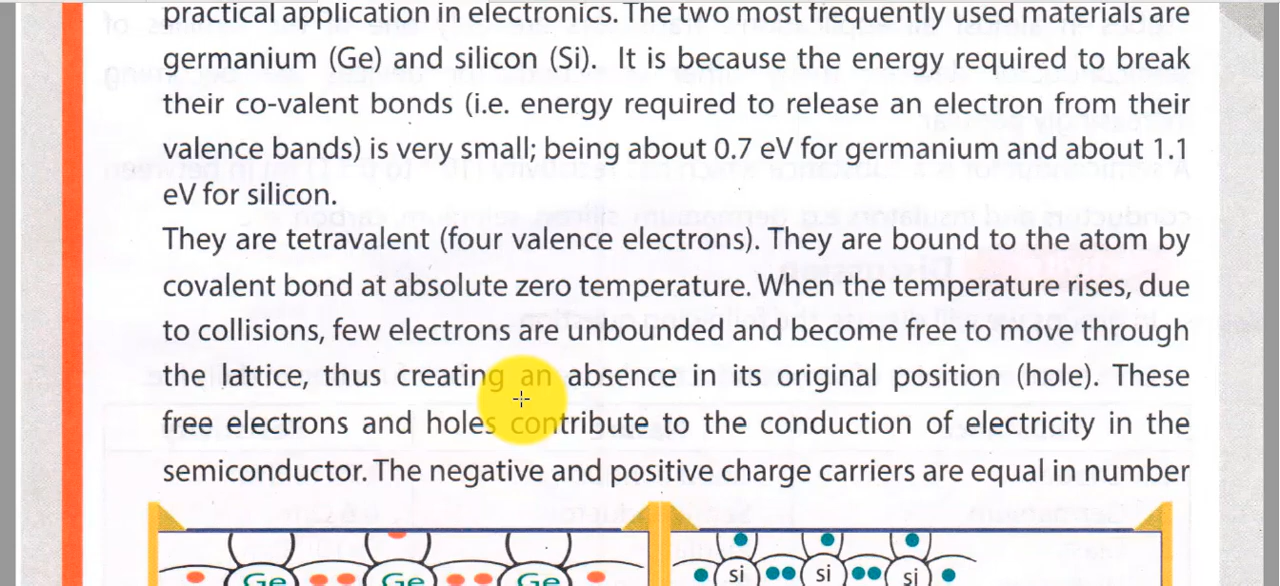 practical application in electronics. The two most frequently used materials are
germanium (Ge) and silicon (Si). It is because the energy required to break
their co-valent bonds (i.e. energy required to release an electron from their
valence bands) is very small; being about 0.7 eV for germanium and about 1.1
eV for silicon.
They are tetravalent (four valence electrons). They are bound to the atom by
covalent bond at absolute zero temperature. When the temperature rises, due
to collisions, few electrons are unbounded and become free to move through
the lattice, thus creating an absence in its original position (hole). These
free electrons and holes contribute to the conduction of electricity in the
semiconductor. The negative and positive charge carriers are equal in number
Ge Ge Ge si si si